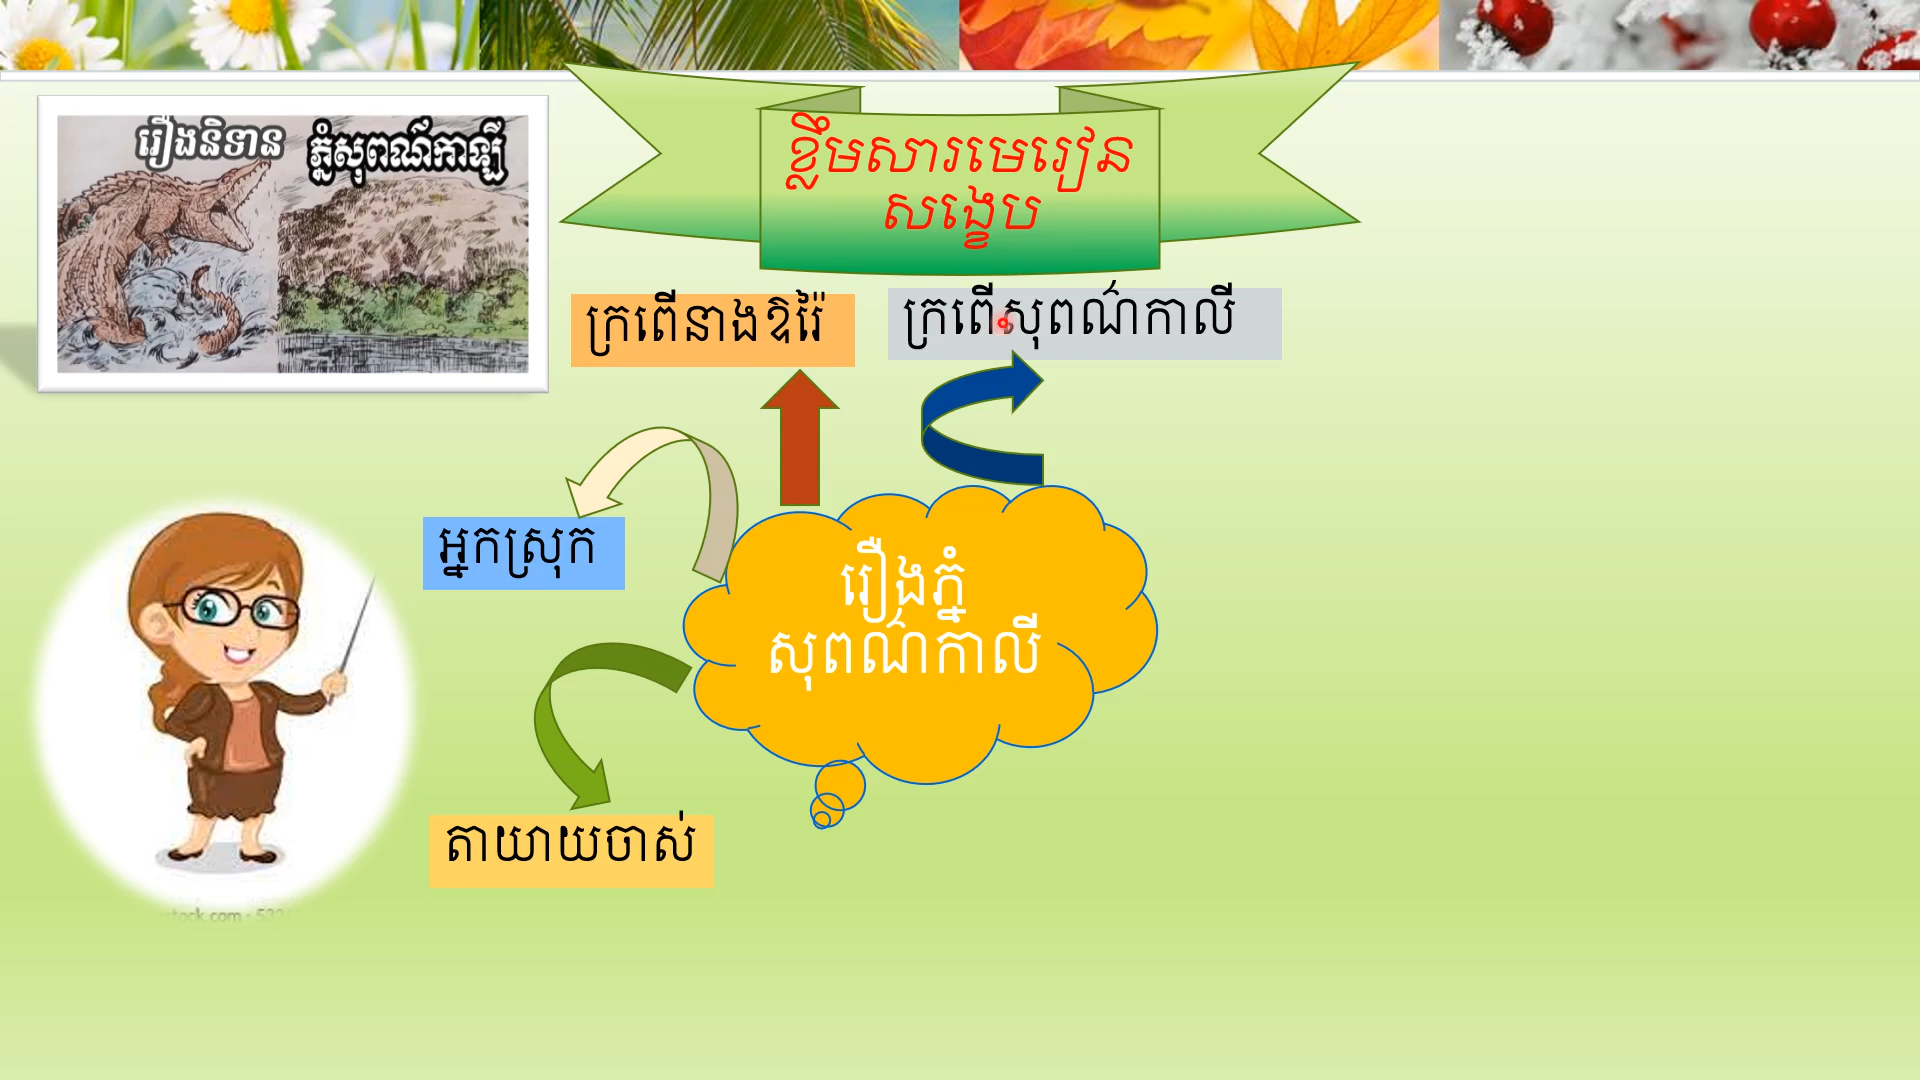 រឿងនិទាន ភ្នំសុពណ៌កាឡី
ខ្លឹមសារមេរៀន
សង្ខេប
ក្រពើនាងឱរ៉ៃ
ក្រពើសុពណ៌កាលី
អ្នកស្រុក
រឿងភ្នំ
សុពណ៌កាលី
តាយាយចាស់